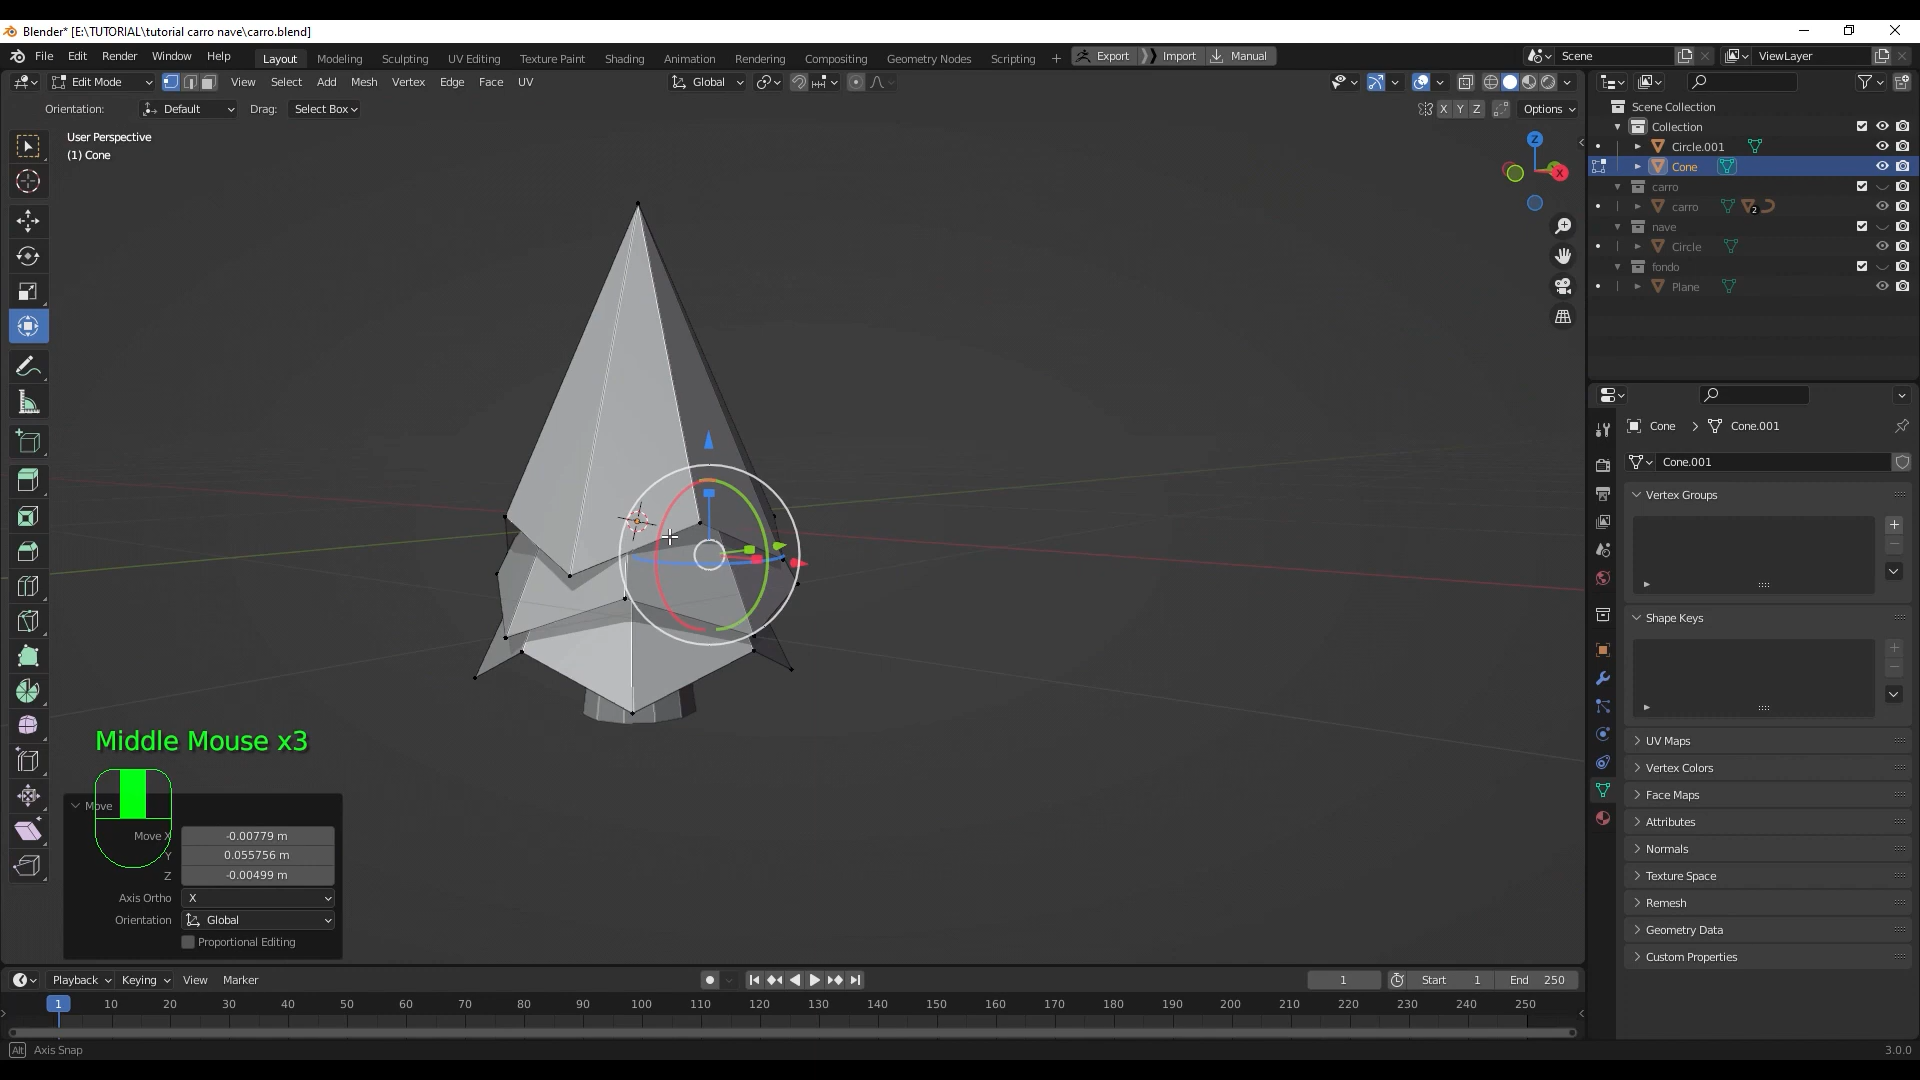 Blender* [E:\TUTORIAL\tutorial carro nave\carro.blend]
File Edit Render Window Help Layout Modeling Sculpting UV Editing Texture Paint Shading Animation Rendering Compositing Geometry Nodes Scripting + Export Import Manual Scene ViewLayer
Edit Mode View Select Add Mesh Vertex Edge Face UV Global
Orientation: Default Drag: Select Box X Y Z Options
User Perspective
(1) Cone
Z
X
Scene Collection
Collection
Circle.001
Cone
carro
carro 2
nave
Circle
fondo
Plane
Cone > Cone.001
Cone.001
Vertex Groups
Shape Keys
UV Maps
Vertex Colors
Face Maps
Attributes
Normals
Texture Space
Remesh
Geometry Data
Custom Properties
Middle Mouse x3
Move
Move X -0.00779 m
Y 0.055756 m
Z -0.00499 m
Axis Ortho X
Orientation Global
Proportional Editing
Playback Keying View Marker 1 Start 1 End 250
1 10 20 30 40 50 60 70 80 90 100 110 120 130 140 150 160 170 180 190 200 210 220 230 240 250
Alt Axis Snap 3.0.0